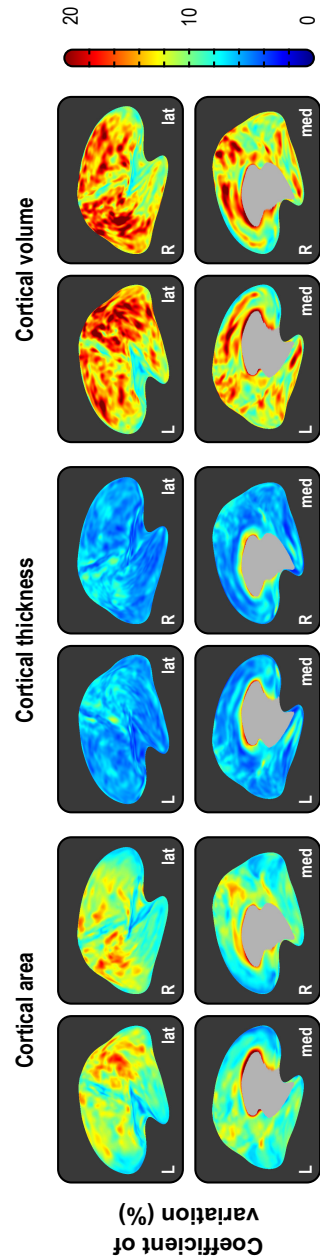 Cortical area
Cortical thickness
Cortical volume
Coefficient of
variation (%)
L
lat
R
lat
L
lat
R
lat
L
lat
R
lat
20
L
med
R
med
L
med
R
med
L
med
R
med
0